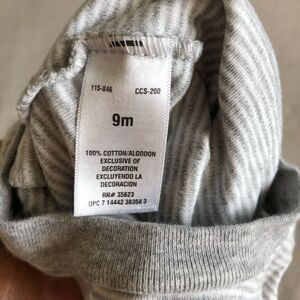 115-846 CCS-200
9m
100% COTTON/ALGODON
EXCLUSIVE OF
DECORATION
EXCLUYENDO LA
DECORACION
RN# 35623
UPC 7 14442 38358 3